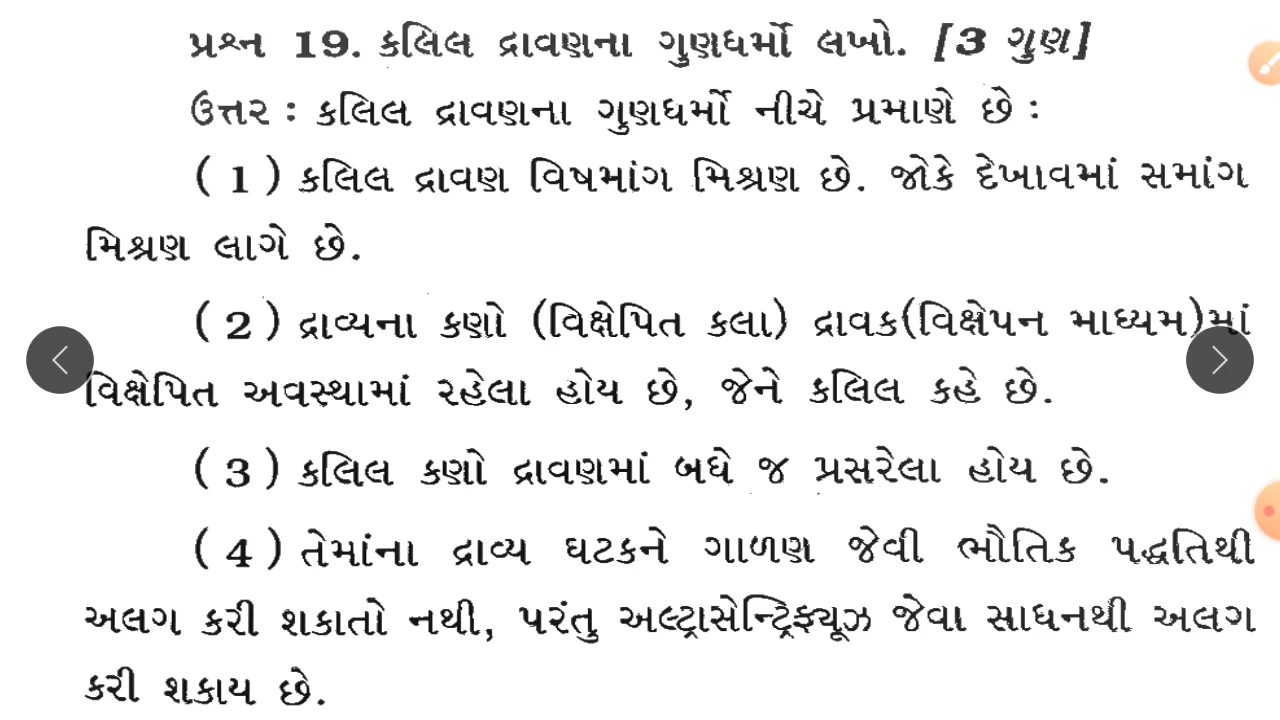 પ્રશ્ન 19. કલિલ દ્રાવણના ગુણધર્મો લખો. [3 ગુણ]
ઉત્તર : કલિલ દ્રાવણના ગુણધર્મો નીચે પ્રમાણે છે :
( 1 ) કલિલ દ્રાવણ વિષમાંગ મિશ્રણ છે. જોકે દેખાવમાં સમાંગ
મિશ્રણ લાગે છે.
( 2 ) દ્રાવ્યના કણો (વિક્ષેપિત કલા) દ્રાવક(વિક્ષેપન માધ્યમ)માં
વિક્ષેપિત અવસ્થામાં રહેલા હોય છે, જેને કલિલ કહે છે.
( 3 ) કલિલ કણો દ્રાવણમાં બધે જ પ્રસરેલા હોય છે.
( 4 ) તેમાંના દ્રાવ્ય ઘટકને ગાળણ જેવી ભૌતિક પદ્ધતિથી
અલગ કરી શકાતો નથી, પરંતુ અલ્ટ્રાસેન્ટ્રિફ્યૂઝ જેવા સાધનથી અલગ
કરી શકાય છે.